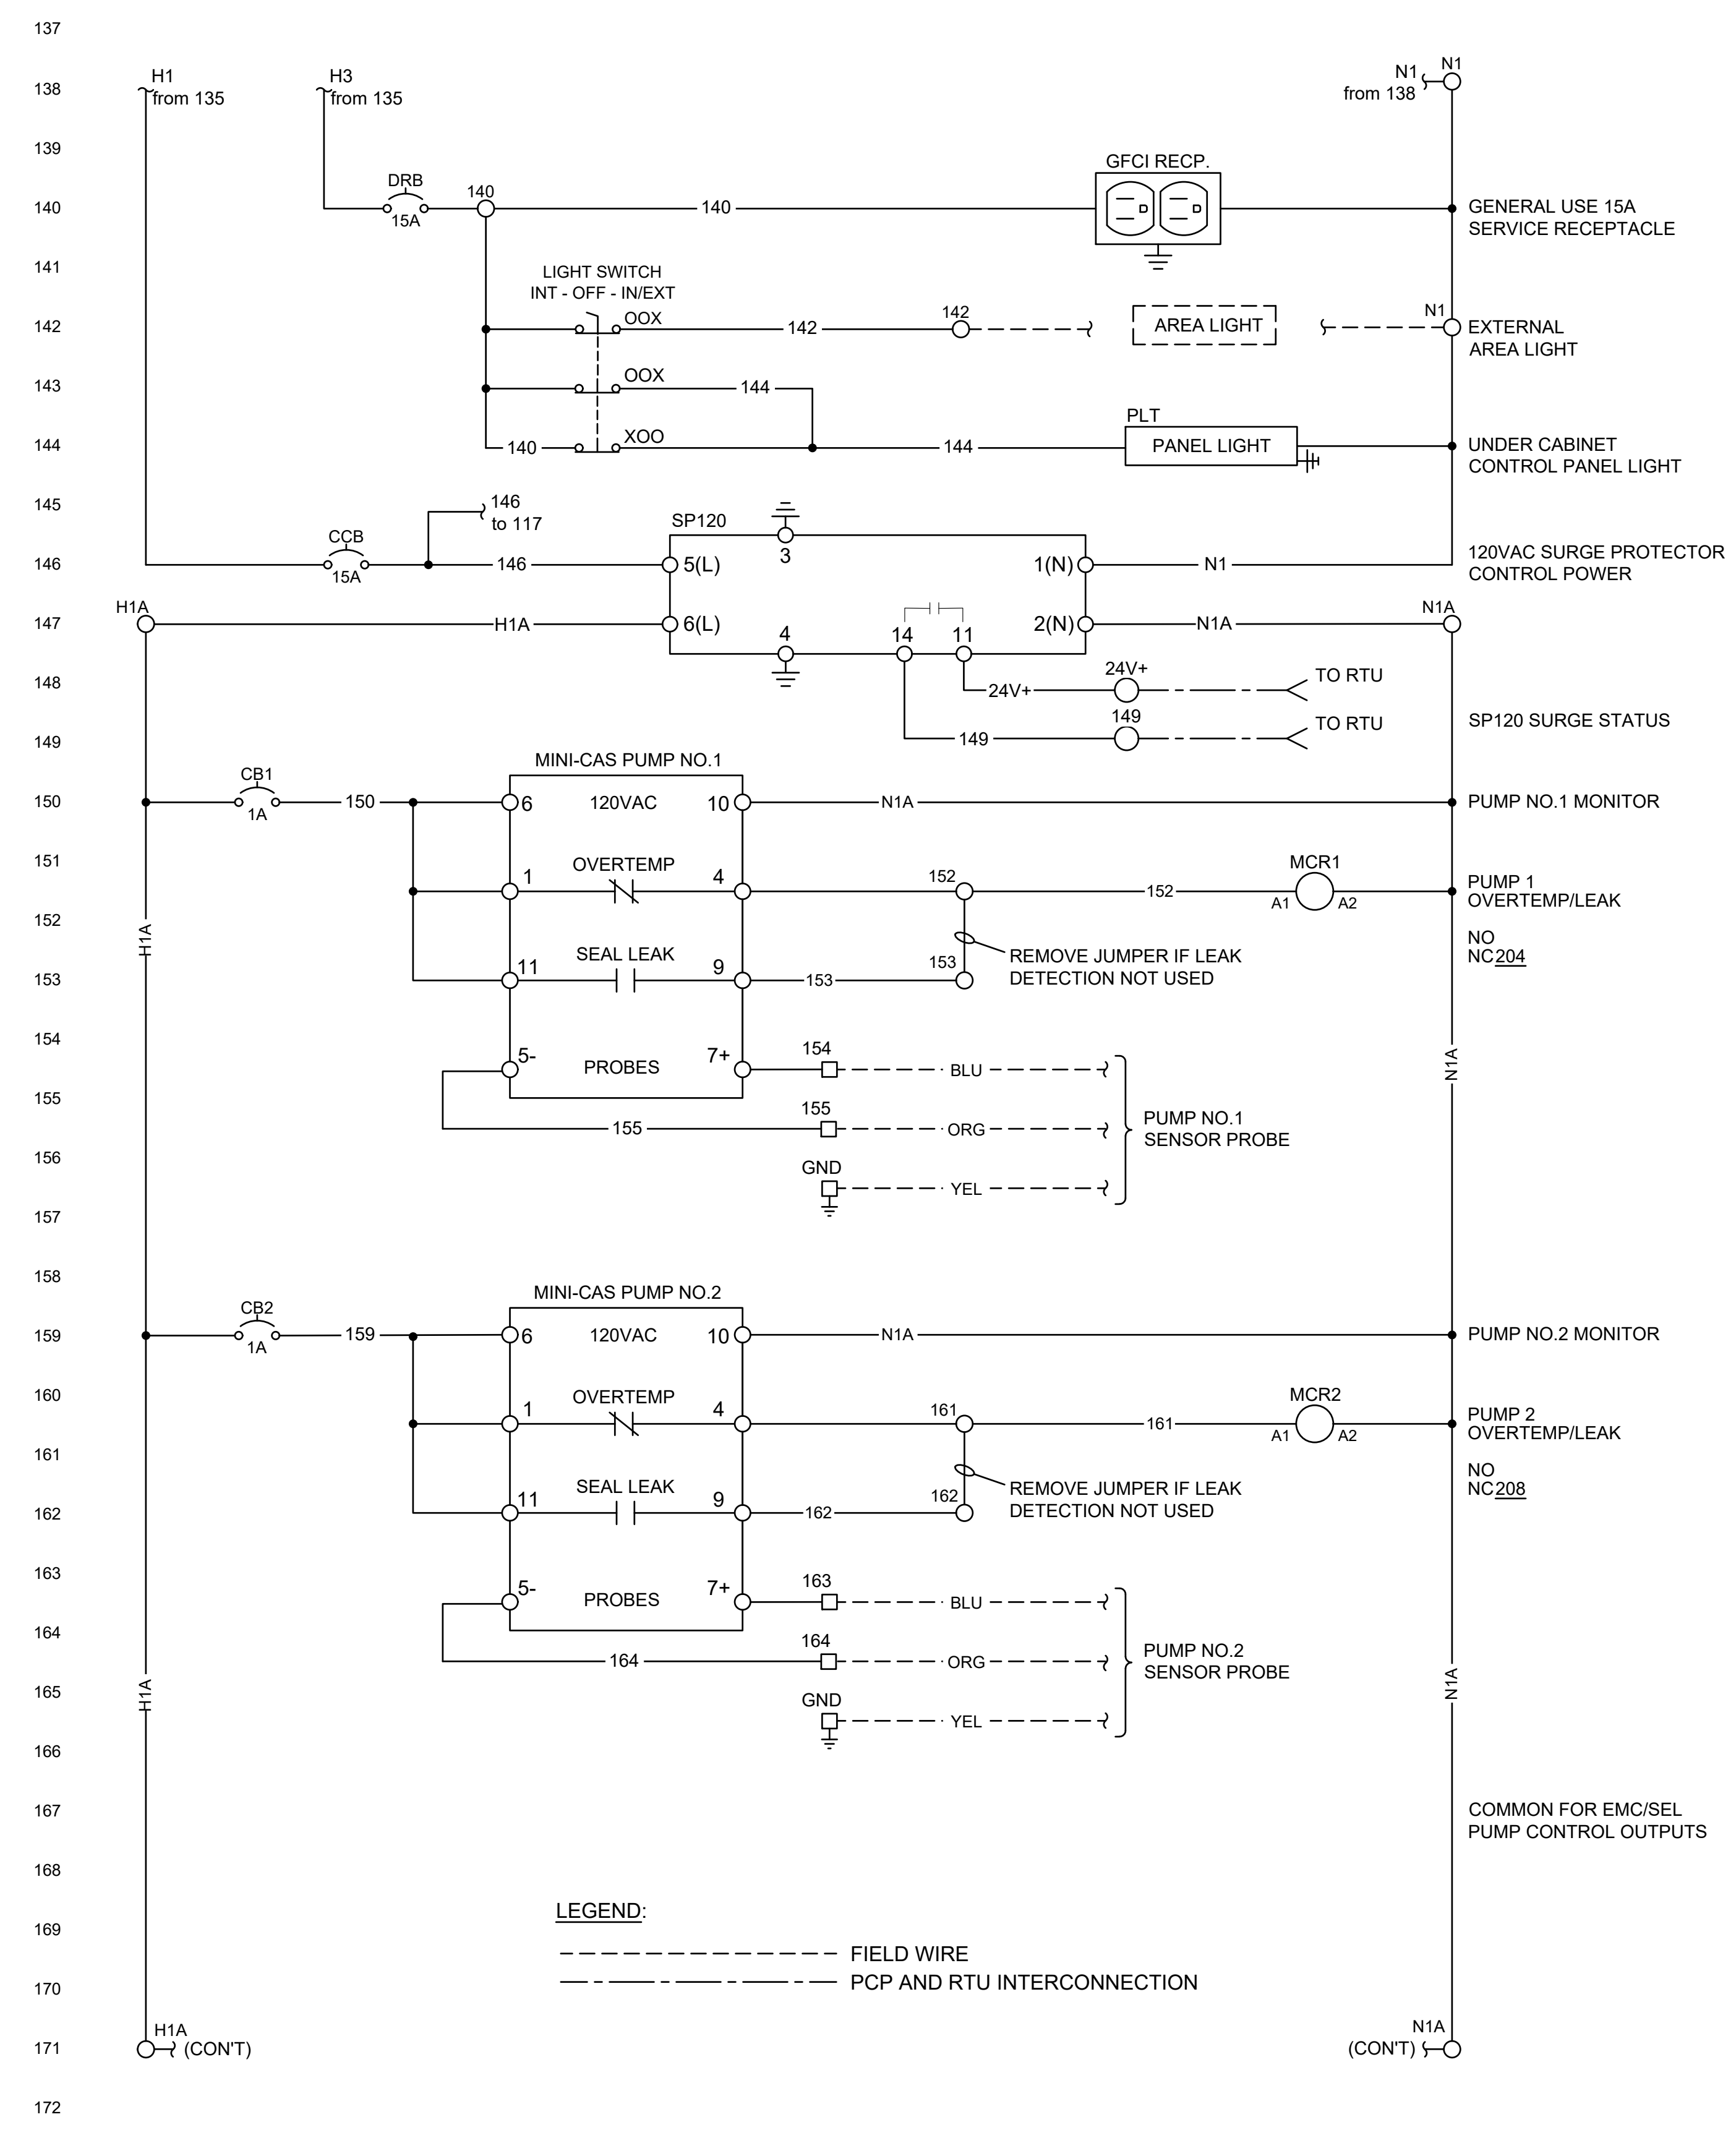 137
138
H1
from 135
H3
from 135
N1
from 138
N1
139
GFCI RECP.
140
DRB
15A
140
140
GENERAL USE 15A
SERVICE RECEPTACLE
141
LIGHT SWITCH
INT - OFF - IN/EXT
142
OOX
142
142
AREA LIGHT
N1
EXTERNAL
AREA LIGHT
143
OOX
144
PLT
144
140
XOO
144
PANEL LIGHT
UNDER CABINET
CONTROL PANEL LIGHT
145
146
to 117
SP120
3
146
CCB
15A
146
5(L)
1(N)
N1
120VAC SURGE PROTECTOR
CONTROL POWER
147
H1A
H1A
6(L)
4
14
11
2(N)
N1A
N1A
148
24V+
24V+
TO RTU
149
149
149
TO RTU
SP120 SURGE STATUS
MINI-CAS PUMP NO.1
150
CB1
1A
150
6
120VAC
10
N1A
PUMP NO.1 MONITOR
151
OVERTEMP
1
4
152
152
MCR1
A1
A2
PUMP 1
OVERTEMP/LEAK
152
H1A
NO
NC204
REMOVE JUMPER IF LEAK
DETECTION NOT USED
153
SEAL LEAK
11
9
153
153
154
5-
PROBES
7+
154
BLU
N1A
155
155
155
ORG
PUMP NO.1
SENSOR PROBE
156
GND
YEL
157
158
MINI-CAS PUMP NO.2
159
CB2
1A
159
6
120VAC
10
N1A
PUMP NO.2 MONITOR
160
OVERTEMP
1
4
161
161
MCR2
A1
A2
PUMP 2
OVERTEMP/LEAK
161
NO
NC208
REMOVE JUMPER IF LEAK
DETECTION NOT USED
162
SEAL LEAK
11
9
162
162
163
5-
PROBES
7+
163
BLU
164
164
164
ORG
PUMP NO.2
SENSOR PROBE
165
H1A
N1A
GND
YEL
166
167
COMMON FOR EMC/SEL
PUMP CONTROL OUTPUTS
168
169
LEGEND:
FIELD WIRE
170
PCP AND RTU INTERCONNECTION
171
H1A
(CON'T)
N1A
(CON'T)
172